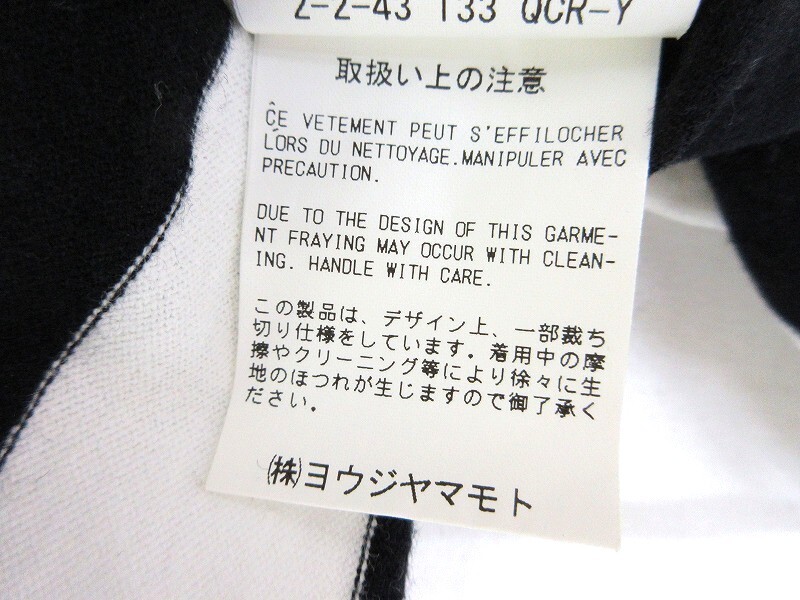 2-2-43 T33 QCR-Y
取扱い上の注意
CE VETEMENT PEUT S'EFFILOCHER
LORS DU NETTOYAGE.MANIPULER AVEC
PRECAUTION.
DUE TO THE DESIGN OF THIS GARME-
NT FRAYING MAY OCCUR WITH CLEAN-
ING. HANDLE WITH CARE.
この製品は、デザイン上、一部裁ち
切り仕様をしています。着用中の摩
擦やクリーニング等により徐々に生
地のほつれが生じますので御了承く
ださい。
㈱ヨウジヤマモト